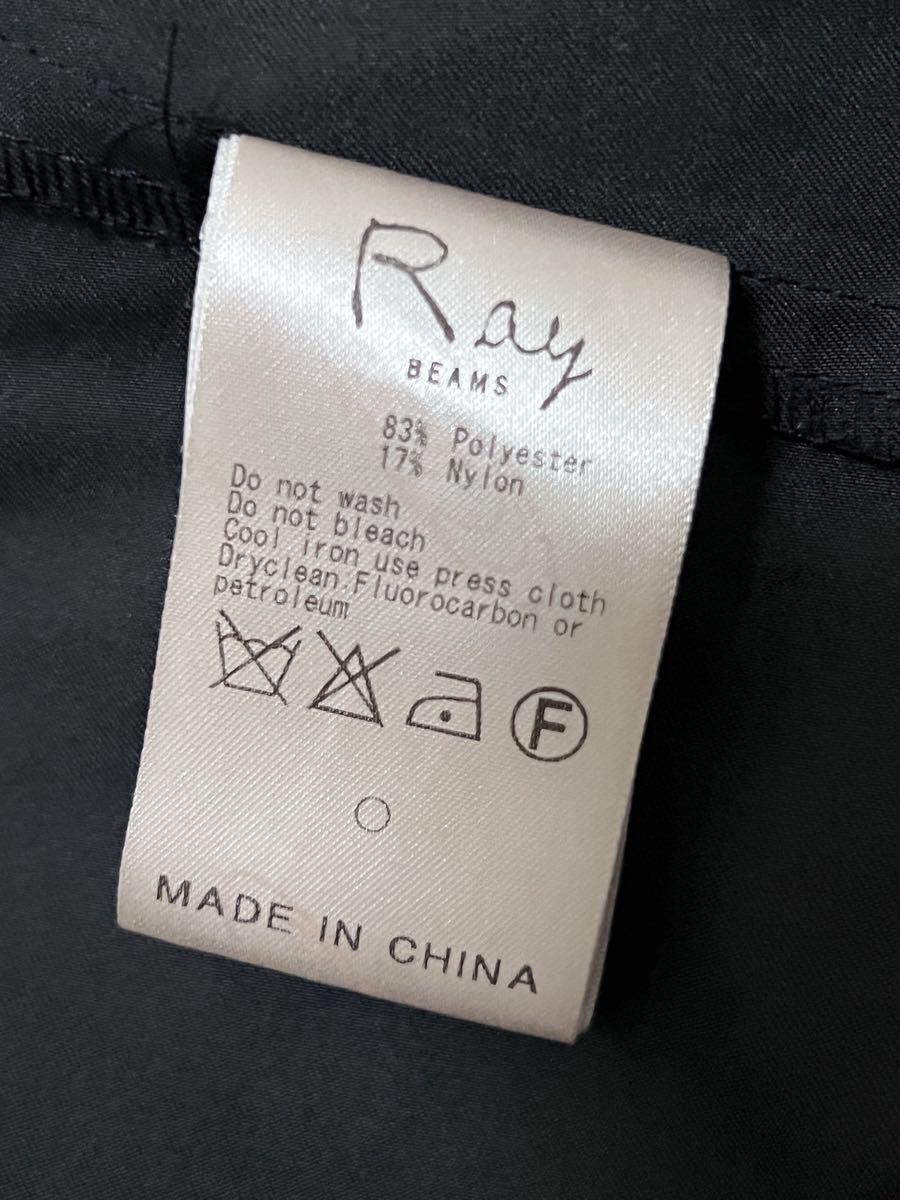 Ray
BEAMS
83% Polyester
17% Nylon
Do not wash
Do not bleach
Cool iron use press cloth
Dryclean,Fluorocarbon or
petroleum
F
MADE IN CHINA